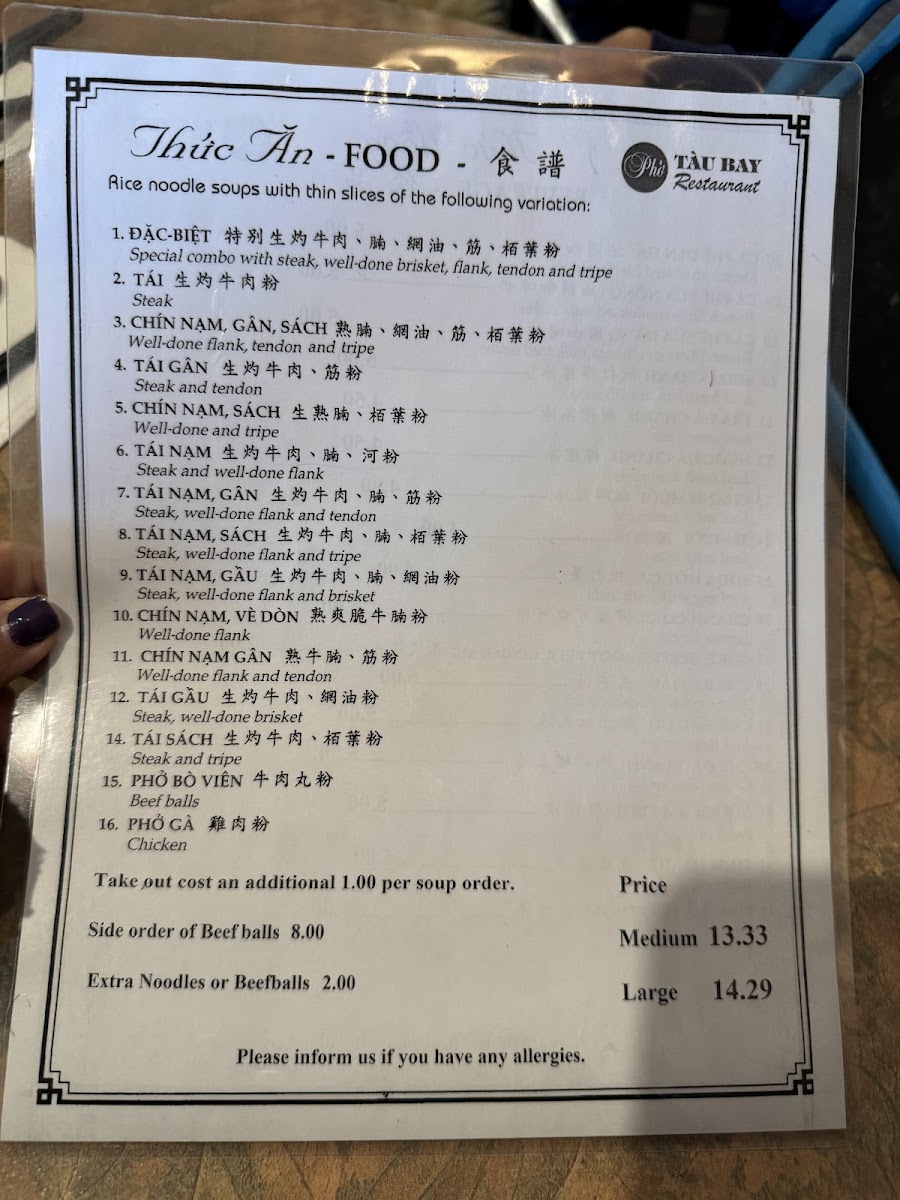 Thức Ăn - FOOD - 食譜
Phở TÀU BAY
Restaurant
Rice noodle soups with thin slices of the following variation:
1. ĐẶC-BIỆT 特別生灼牛肉、腩、網油、筋、栢葉粉
Special combo with steak, well-done brisket, flank, tendon and tripe
2. TÁI 生灼牛肉粉
Steak
3. CHÍN NẠM, GÂN, SÁCH 熟腩、網油、筋、栢葉粉
Well-done flank, tendon and tripe
4. TÁI GÂN 生灼牛肉、筋粉
Steak and tendon
5. CHÍN NẠM, SÁCH 生熟腩、栢葉粉
Well-done and tripe
6. TÁI NẠM 生灼牛肉、腩、河粉
Steak and well-done flank
7. TÁI NẠM, GÂN 生灼牛肉、腩、筋粉
Steak, well-done flank and tendon
8. TÁI NẠM, SÁCH 生灼牛肉、腩、栢葉粉
Steak, well-done flank and tripe
9. TÁI NẠM, GẦU 生灼牛肉、腩、網油粉
Steak, well-done flank and brisket
10. CHÍN NẠM, VÈ DÒN 熟爽脆牛腩粉
Well-done flank
11. CHÍN NẠM GÂN 熟牛腩、筋粉
Well-done flank and tendon
12. TÁI GẦU 生灼牛肉、網油粉
Steak, well-done brisket
14. TÁI SÁCH 生灼牛肉、栢葉粉
Steak and tripe
15. PHỞ BÒ VIÊN 牛肉丸粉
Beef balls
16. PHỞ GÀ 雞肉粉
Chicken
Take out cost an additional 1.00 per soup order.
Price
Side order of Beef balls 8.00
Medium 13.33
Extra Noodles or Beefballs 2.00
Large 14.29
Please inform us if you have any allergies.